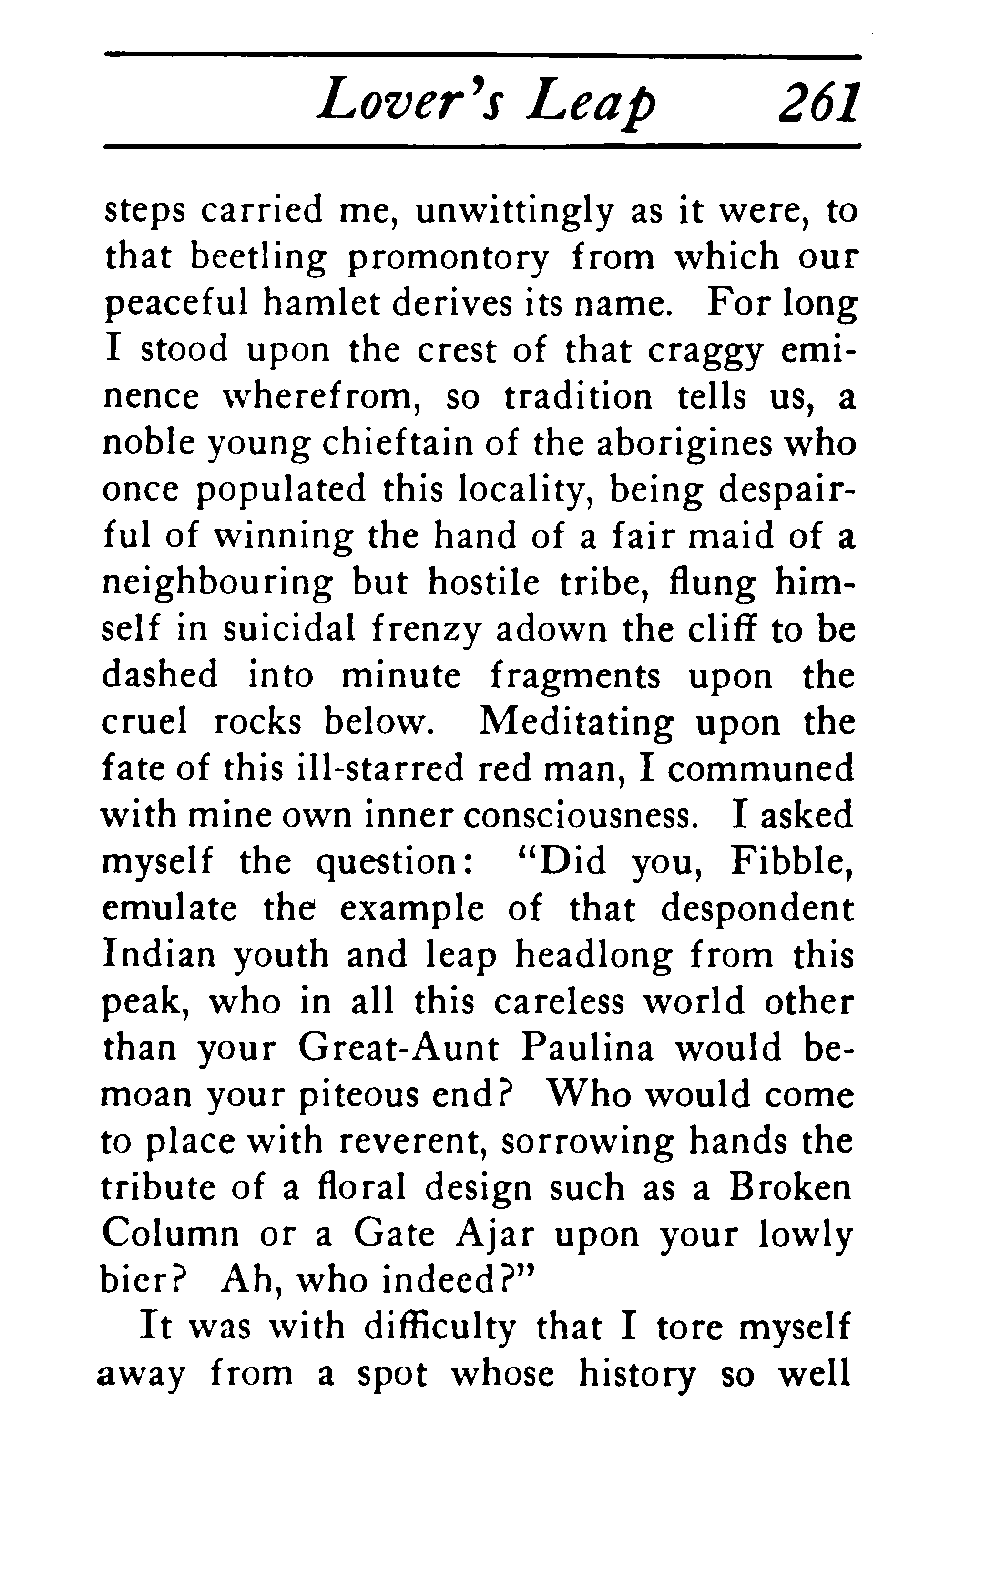 Lover's Leap 261
steps carried me, unwittingly as it were, to
that beetling promontory from which our
peaceful hamlet derives its name. For long
I stood upon the crest of that craggy emi-
nence wherefrom, so tradition tells us, a
noble young chieftain of the aborigines who
once populated this locality, being despair-
ful of winning the hand of a fair maid of a
neighbouring but hostile tribe, flung him-
self in suicidal frenzy adown the cliff to be
dashed into minute fragments upon the
cruel rocks below. Meditating upon the
fate of this ill-starred red man, I communed
with mine own inner consciousness. I asked
myself the question: "Did you, Fibble,
emulate the example of that despondent
Indian youth and leap headlong from this
peak, who in all this careless world other
than your Great-Aunt Paulina would be-
moan your piteous end? Who would come
to place with reverent, sorrowing hands the
tribute of a floral design such as a Broken
Column or a Gate Ajar upon your lowly
bier? Ah, who indeed?"
It was with difficulty that I tore myself
away from a spot whose history so well